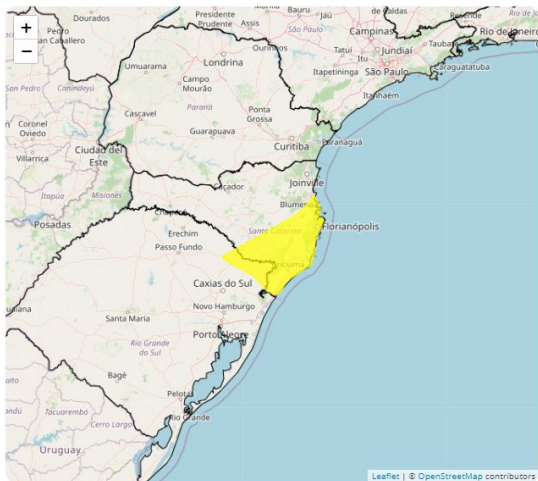 +
−
Dourados
Presidente
Prudente
Assis
Bauru
Jaú
de Caldas
Resende
Campinas
Rio de Janeiro
Londrina
Ourinhos
São Paulo
Tatuí
Jundiaí
Taubaté
Umuarama
Itu
Itapetininga
São Paulo
Caraguatatuba
San Pedro
Canindeyú
Campo
Mourão
Itanhaém
Cascavel
Paraná
Ponta
Grossa
Coronel
Oviedo
Guarapuava
Ciudad del
Este
Curitiba
Paranaguá
Villarrica
Joinville
Itapúa
Misiones
Caçador
Blumenau
Posadas
Santa Catarina
Florianópolis
Erechim
Passo Fundo
Criciúma
Caxias do Sul
Novo Hamburgo
Santa Maria
Porto Alegre
Rio Grande
do Sul
Bagé
Pelotas
Tacuarembó
Rio Grande
Cerro Largo
Uruguay
Leaflet | © OpenStreetMap contributors